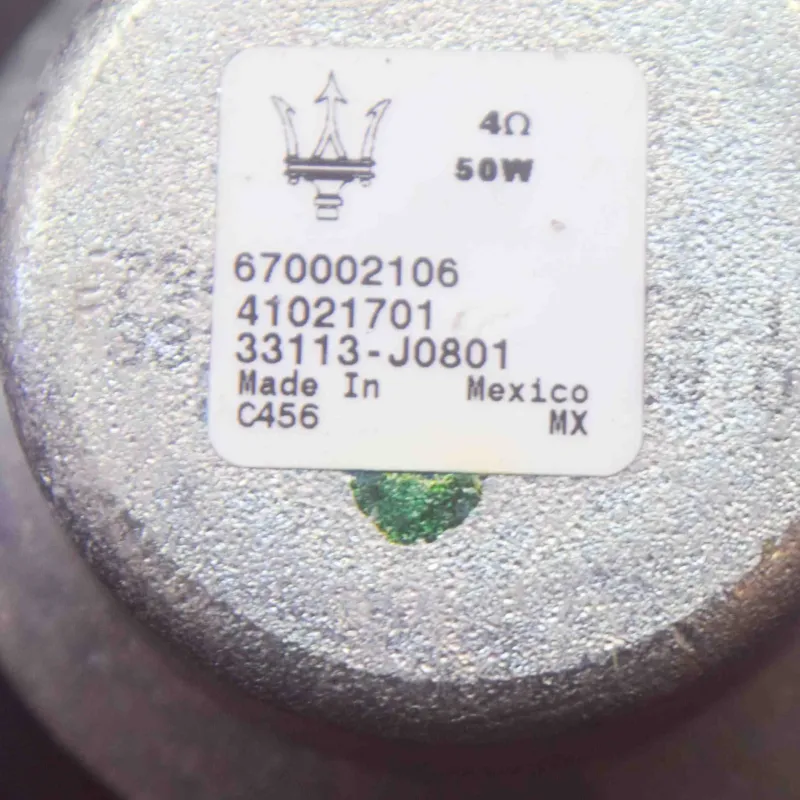 4Ω
50W
670002106
41021701
33113-J0801
Made In Mexico
C456 MX